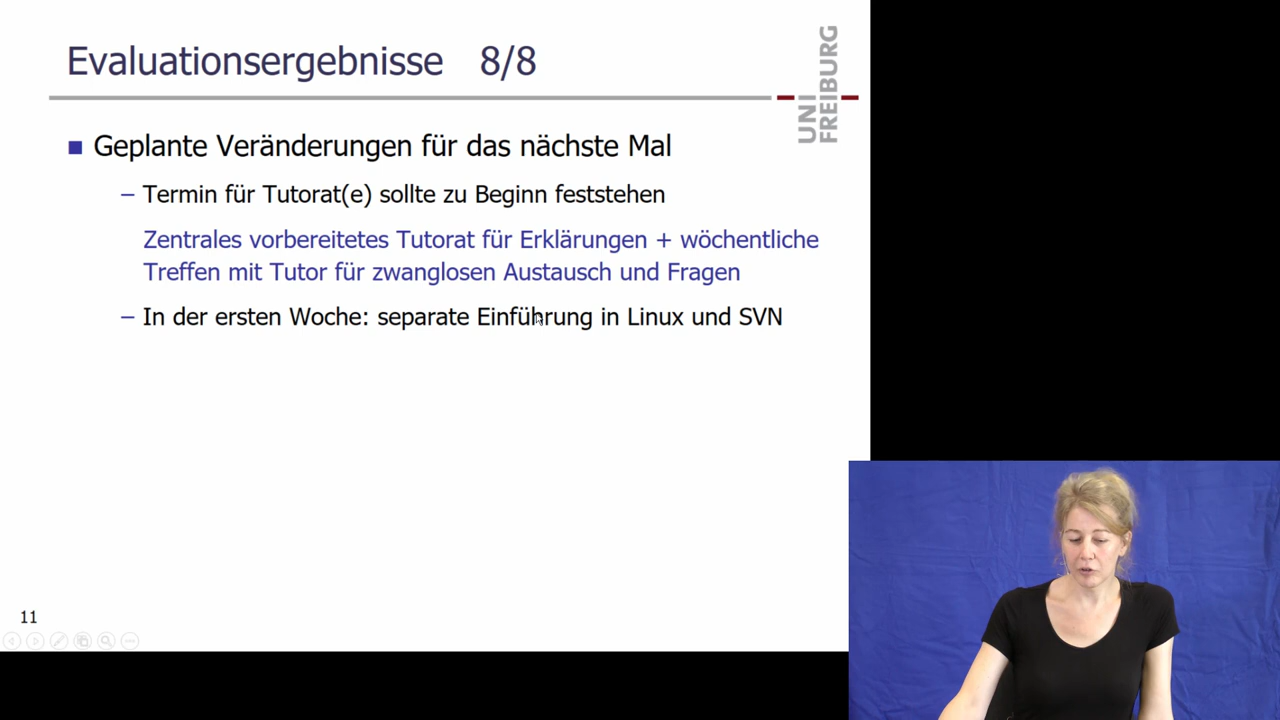 Evaluationsergebnisse 8/8
UNI
FREIBURG
Geplante Veränderungen für das nächste Mal
– Termin für Tutorat(e) sollte zu Beginn feststehen
Zentrales vorbereitetes Tutorat für Erklärungen + wöchentliche
Treffen mit Tutor für zwanglosen Austausch und Fragen
– In der ersten Woche: separate Einführung in Linux und SVN
11